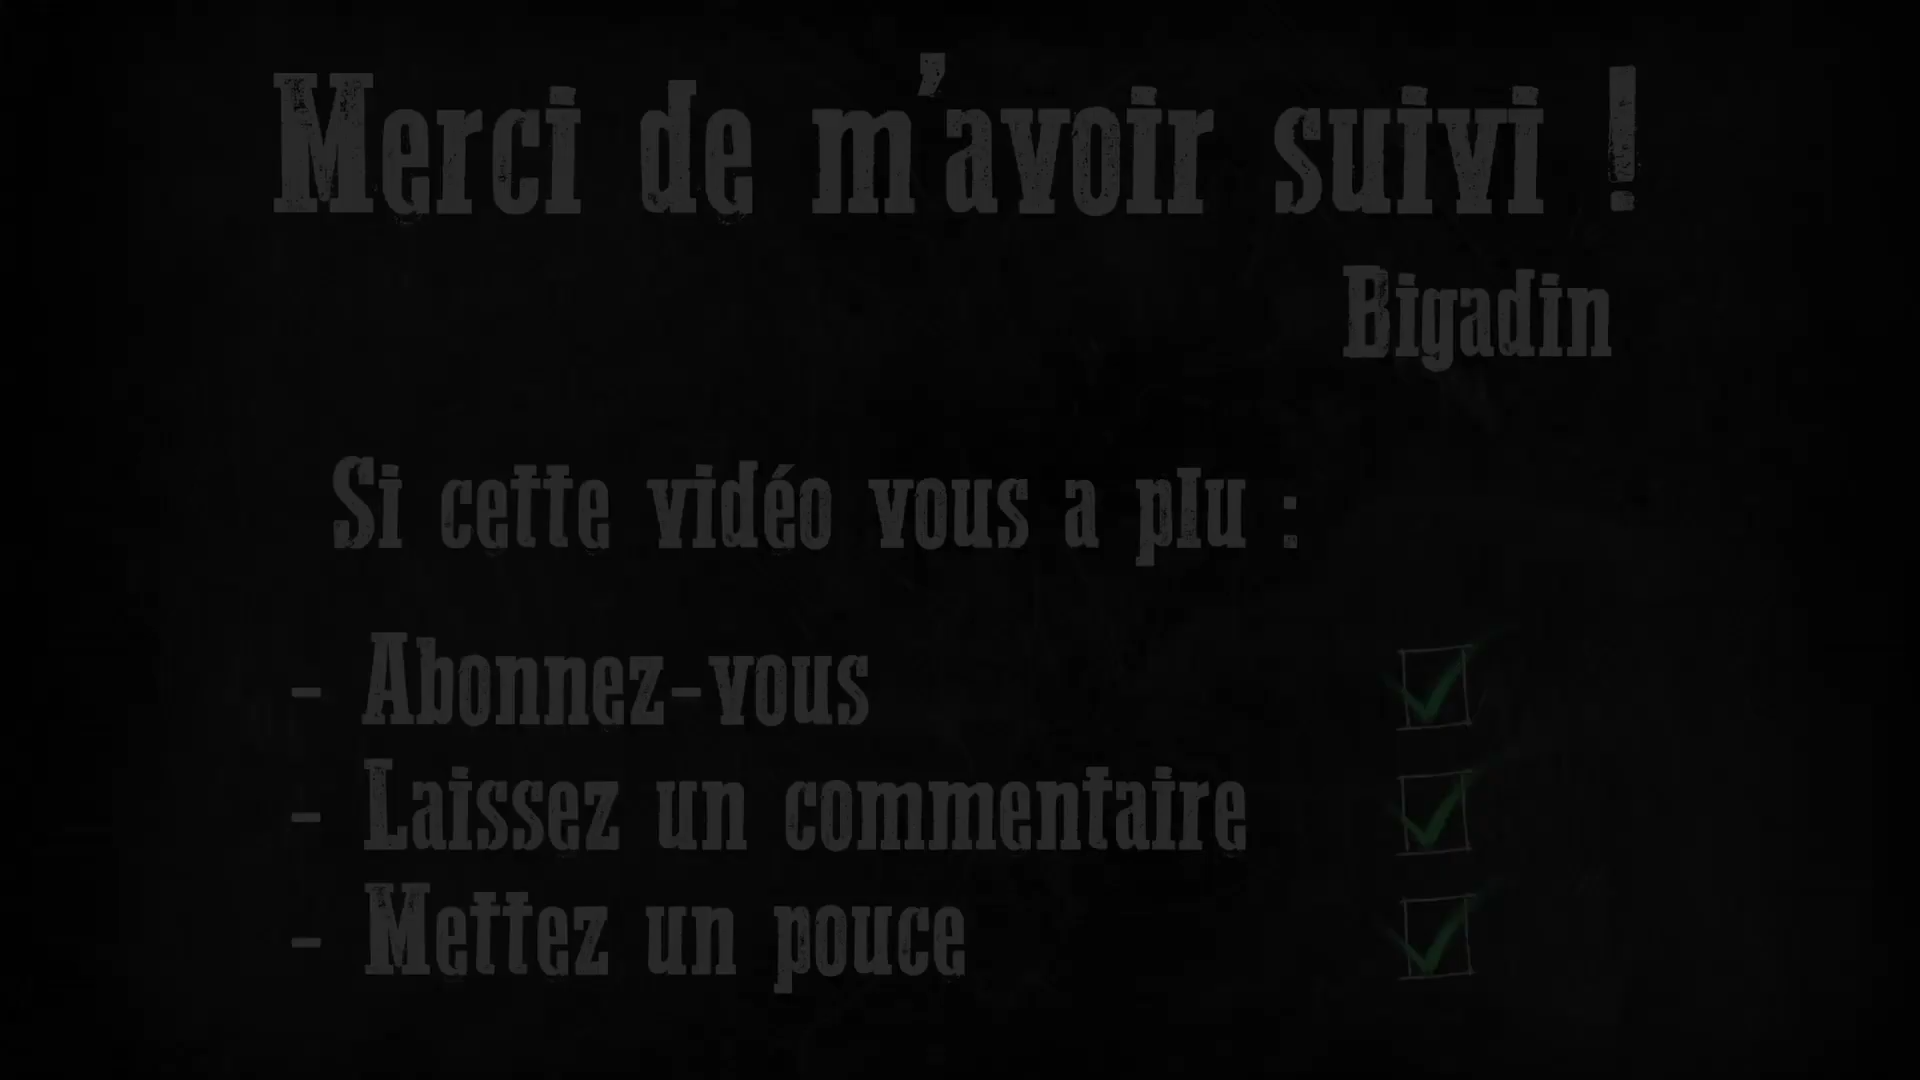 Merci de m'avoir suivi !
Bigadin
Si cette vidéo vous a plu :
- Abonnez-vous
- Laissez un commentaire
- Mettez un pouce